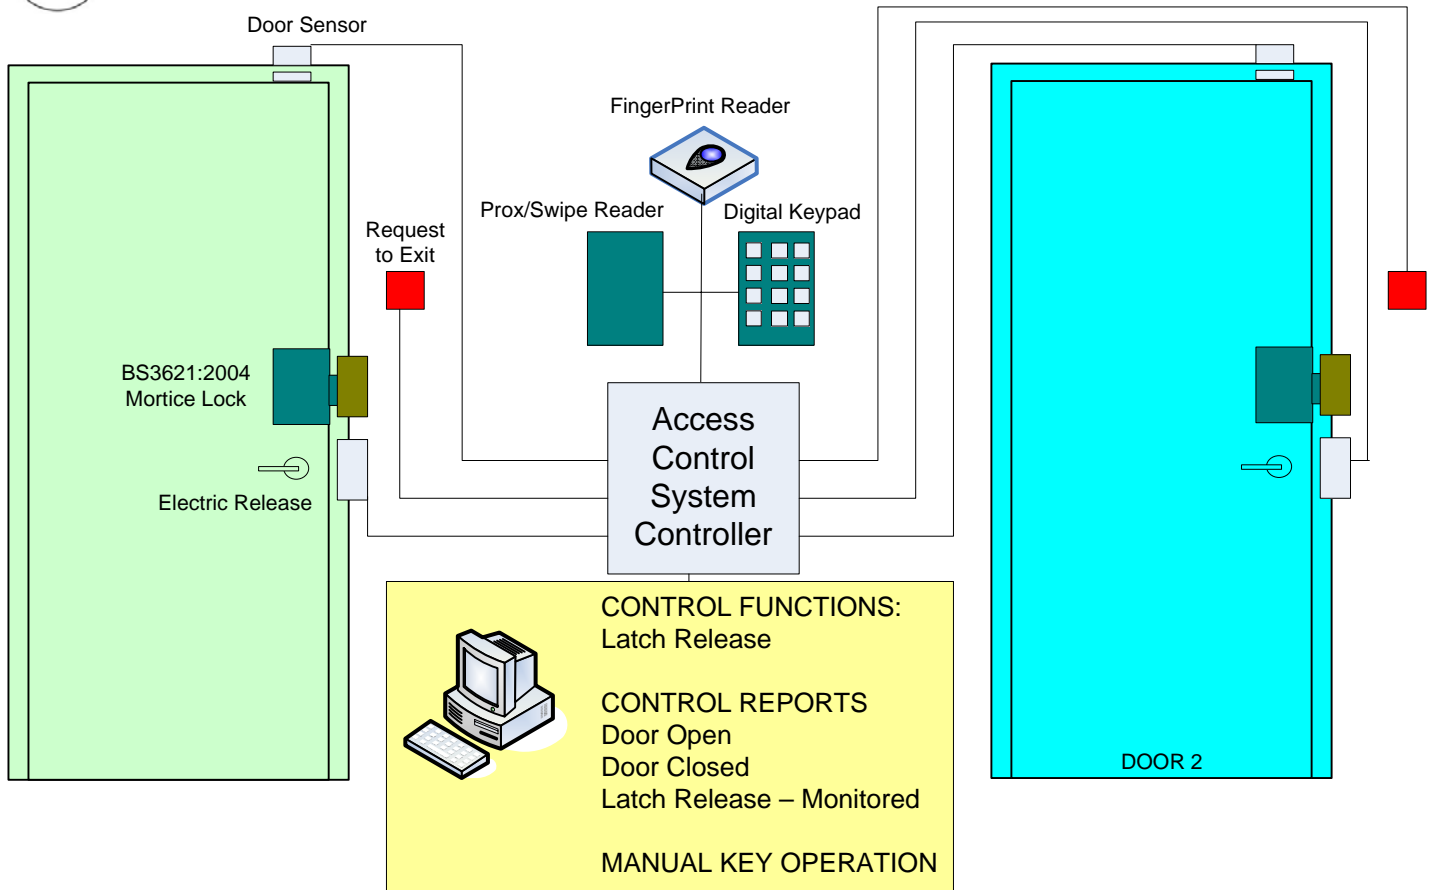 Door Sensor
FingerPrint Reader
Prox/Swipe Reader
Digital Keypad
Request
to Exit
BS3621:2004
Mortice Lock
Electric Release
Access
Control
System
Controller
CONTROL FUNCTIONS:
Latch Release
CONTROL REPORTS
Door Open
Door Closed
Latch Release – Monitored
MANUAL KEY OPERATION
DOOR 2